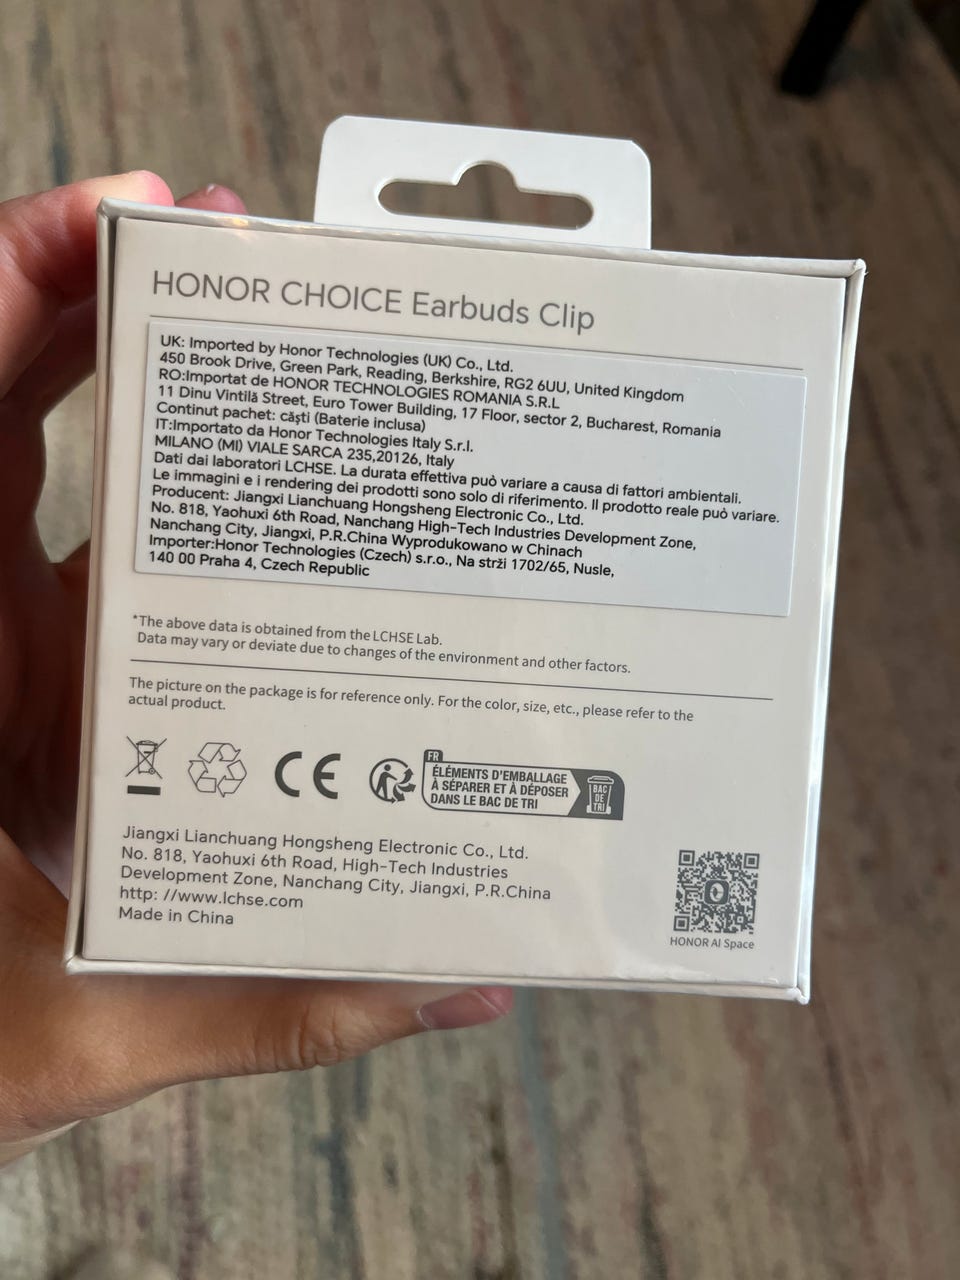 HONOR CHOICE Earbuds Clip
UK: Imported by Honor Technologies (UK) Co., Ltd.
450 Brook Drive, Green Park, Reading, Berkshire, RG2 6UU, United Kingdom
RO:Importat de HONOR TECHNOLOGIES ROMANIA S.R.L
11 Dinu Vintilă Street, Euro Tower Building, 17 Floor, sector 2, Bucharest, Romania
Continut pachet: căști (Baterie inclusa)
IT:Importato da Honor Technologies Italy S.r.l.
MILANO (MI) VIALE SARCA 235,20126, Italy
Dati dai laboratori LCHSE. La durata effettiva può variare a causa di fattori ambientali.
Le immagini e i rendering dei prodotti sono solo di riferimento. Il prodotto reale può variare.
Producent: Jiangxi Lianchuang Hongsheng Electronic Co., Ltd.
No. 818, Yaohuxi 6th Road, Nanchang High-Tech Industries Development Zone,
Nanchang City, Jiangxi, P.R.China Wyprodukowano w Chinach
Importer:Honor Technologies (Czech) s.r.o., Na strži 1702/65, Nusle,
140 00 Praha 4, Czech Republic
*The above data is obtained from the LCHSE Lab.
Data may vary or deviate due to changes of the environment and other factors.
The picture on the package is for reference only. For the color, size, etc., please refer to the
actual product.
CE
FR
ÉLÉMENTS D'EMBALLAGE
À SÉPARER ET À DÉPOSER
DANS LE BAC DE TRI
BAC
DE
TRI
Jiangxi Lianchuang Hongsheng Electronic Co., Ltd.
No. 818, Yaohuxi 6th Road, High-Tech Industries
Development Zone, Nanchang City, Jiangxi, P.R.China
http: //www.lchse.com
Made in China
HONOR AI Space